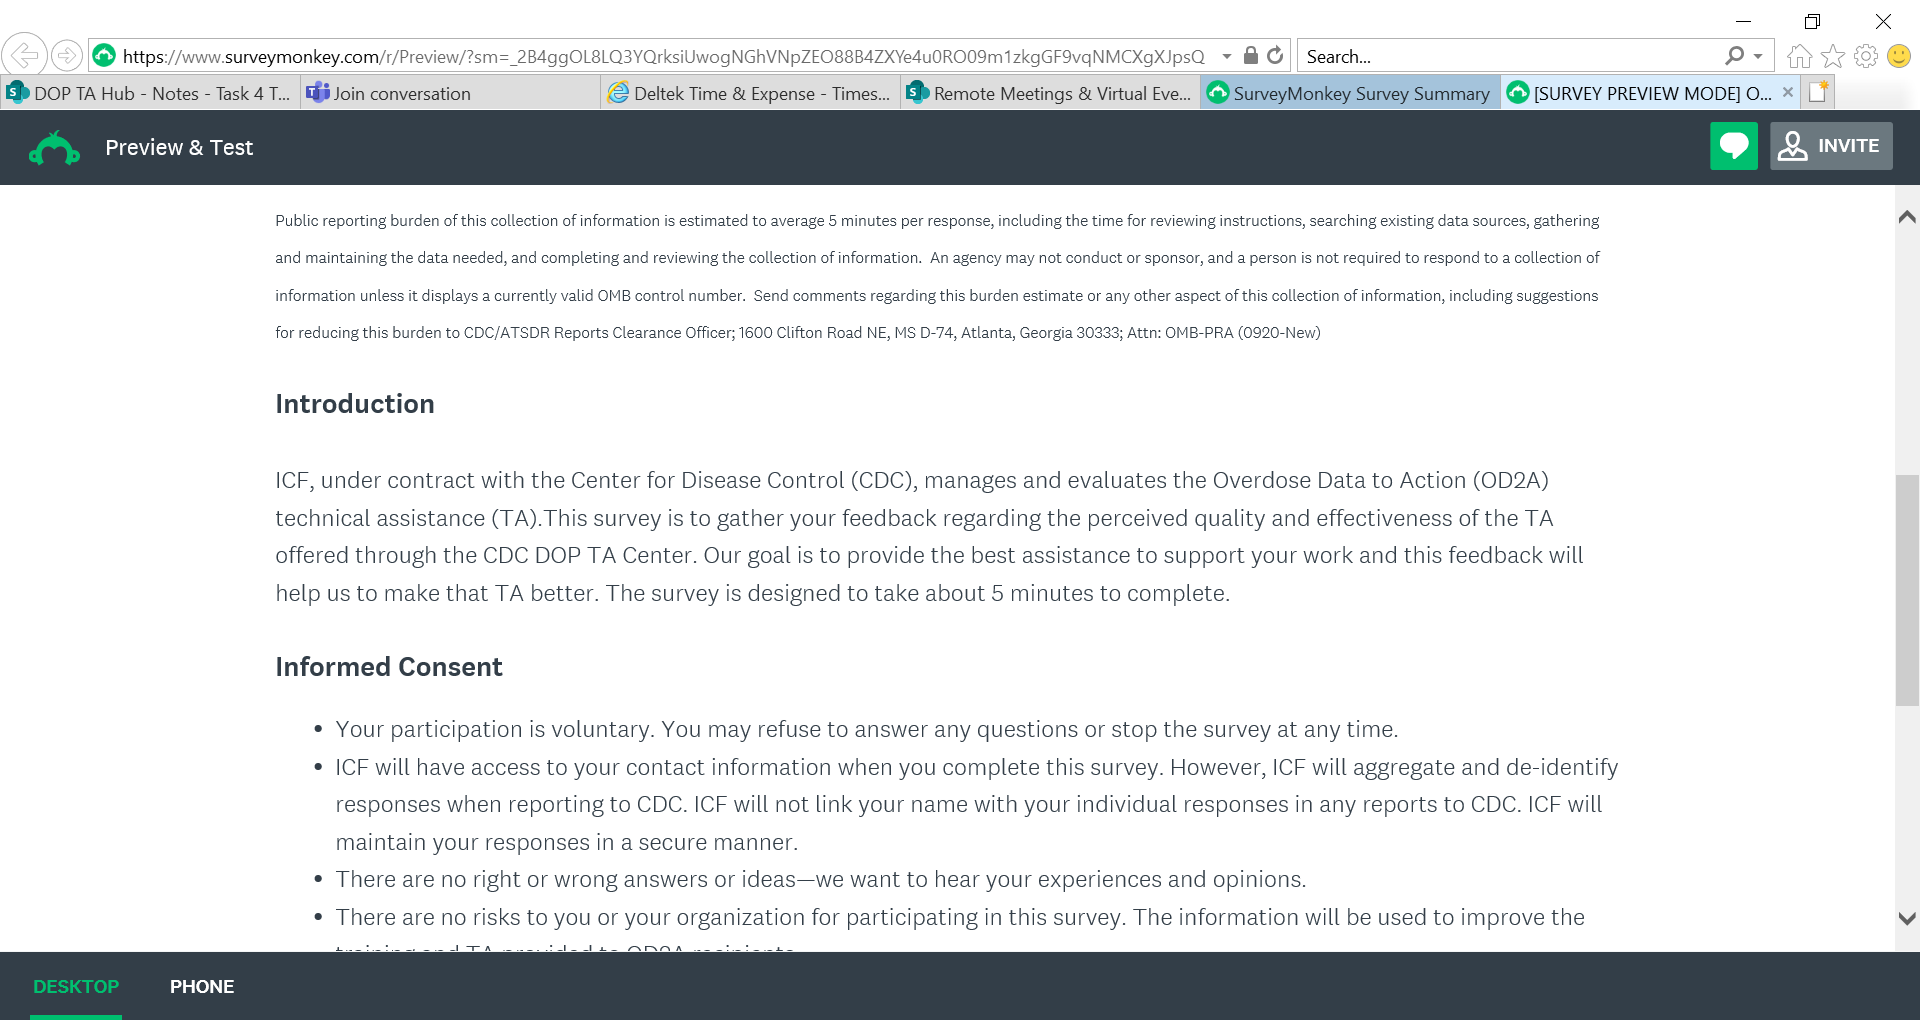 https://www.surveymonkey.com/r/Preview/?sm=_2B4ggOL8LQ3YQrksiUwogNGhVNpZEO88B4ZXYe4u0RO09m1zkgGF9vqNMCXgXJpsQ
Search...
DOP TA Hub - Notes - Task 4 T...
Join conversation
Deltek Time & Expense - Times...
Remote Meetings & Virtual Eve...
SurveyMonkey Survey Summary
[SURVEY PREVIEW MODE] O...
Preview & Test
INVITE
Public reporting burden of this collection of information is estimated to average 5 minutes per response, including the time for reviewing instructions, searching existing data sources, gathering
and maintaining the data needed, and completing and reviewing the collection of information.  An agency may not conduct or sponsor, and a person is not required to respond to a collection of
information unless it displays a currently valid OMB control number.  Send comments regarding this burden estimate or any other aspect of this collection of information, including suggestions
for reducing this burden to CDC/ATSDR Reports Clearance Officer; 1600 Clifton Road NE, MS D-74, Atlanta, Georgia 30333; Attn: OMB-PRA (0920-New)
Introduction
ICF, under contract with the Center for Disease Control (CDC), manages and evaluates the Overdose Data to Action (OD2A)
technical assistance (TA).This survey is to gather your feedback regarding the perceived quality and effectiveness of the TA
offered through the CDC DOP TA Center. Our goal is to provide the best assistance to support your work and this feedback will
help us to make that TA better. The survey is designed to take about 5 minutes to complete.
Informed Consent
• Your participation is voluntary. You may refuse to answer any questions or stop the survey at any time.
• ICF will have access to your contact information when you complete this survey. However, ICF will aggregate and de-identify
responses when reporting to CDC. ICF will not link your name with your individual responses in any reports to CDC. ICF will
maintain your responses in a secure manner.
• There are no right or wrong answers or ideas—we want to hear your experiences and opinions.
• There are no risks to you or your organization for participating in this survey. The information will be used to improve the
training and TA provided to OD2A recipients.
DESKTOP
PHONE